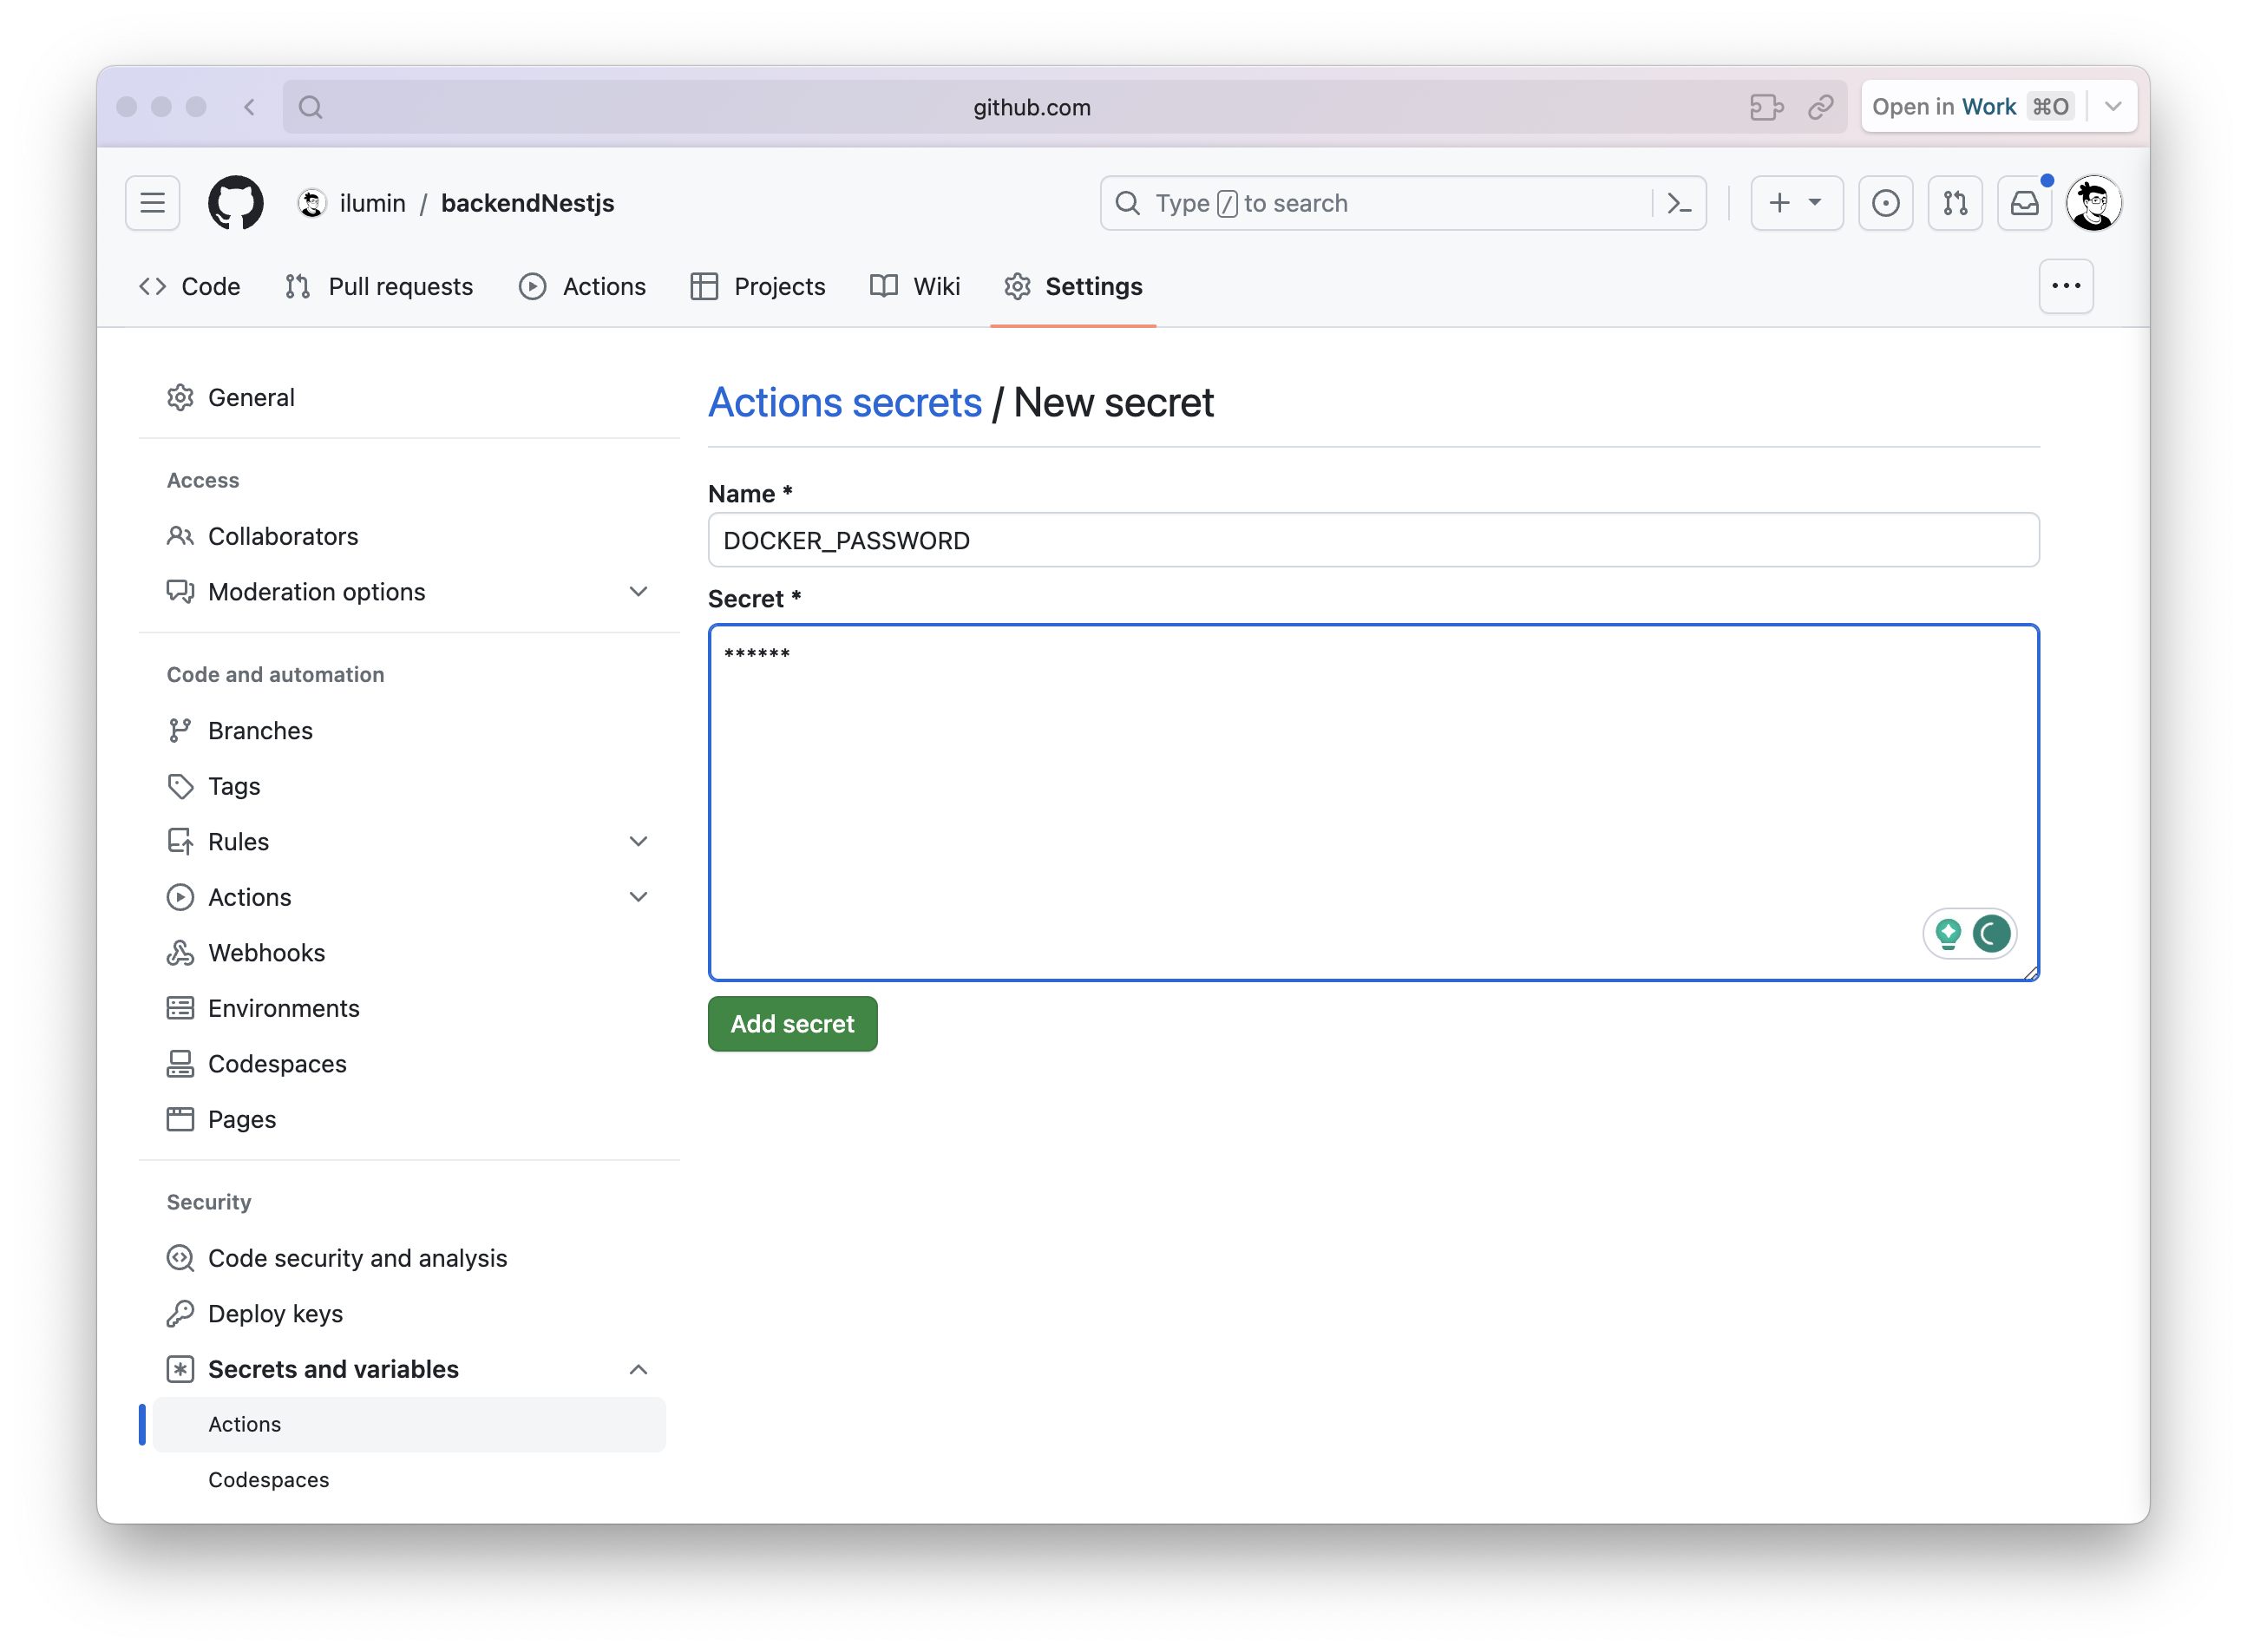 github.com
Open in Work ⌘O
ilumin / backendNestjs
Type / to search
Code Pull requests Actions Projects Wiki Settings
General
Access
Collaborators
Moderation options
Code and automation
Branches
Tags
Rules
Actions
Webhooks
Environments
Codespaces
Pages
Security
Code security and analysis
Deploy keys
Secrets and variables
Actions
Codespaces
Actions secrets / New secret
Name *
DOCKER_PASSWORD
Secret *
******
Add secret